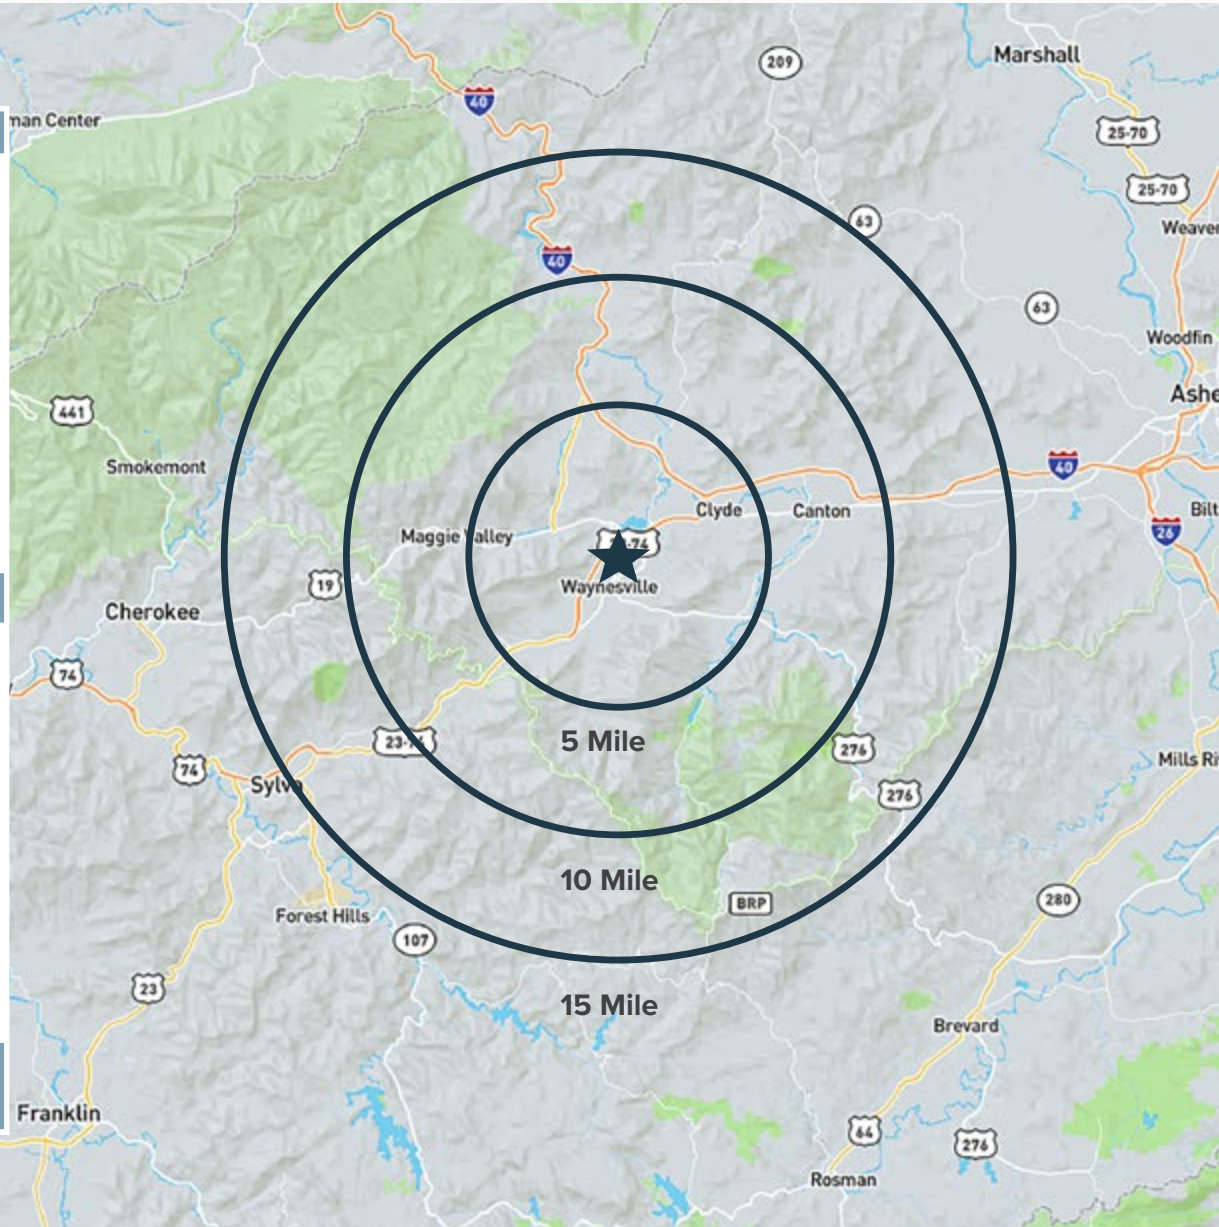 209
Marshall
40
man Center
25-70
25-70
63
Weaver
40
63
Woodfin
Ashe
441
Smokemont
40
Clyde
Canton
Bilt
Maggie Valley
26
Waynesville
19
Cherokee
74
5 Mile
23-74
276
Mills Ri
74
Sylva
276
10 Mile
BRP
280
Forest Hills
107
23
15 Mile
Brevard
Franklin
64
276
Rosman